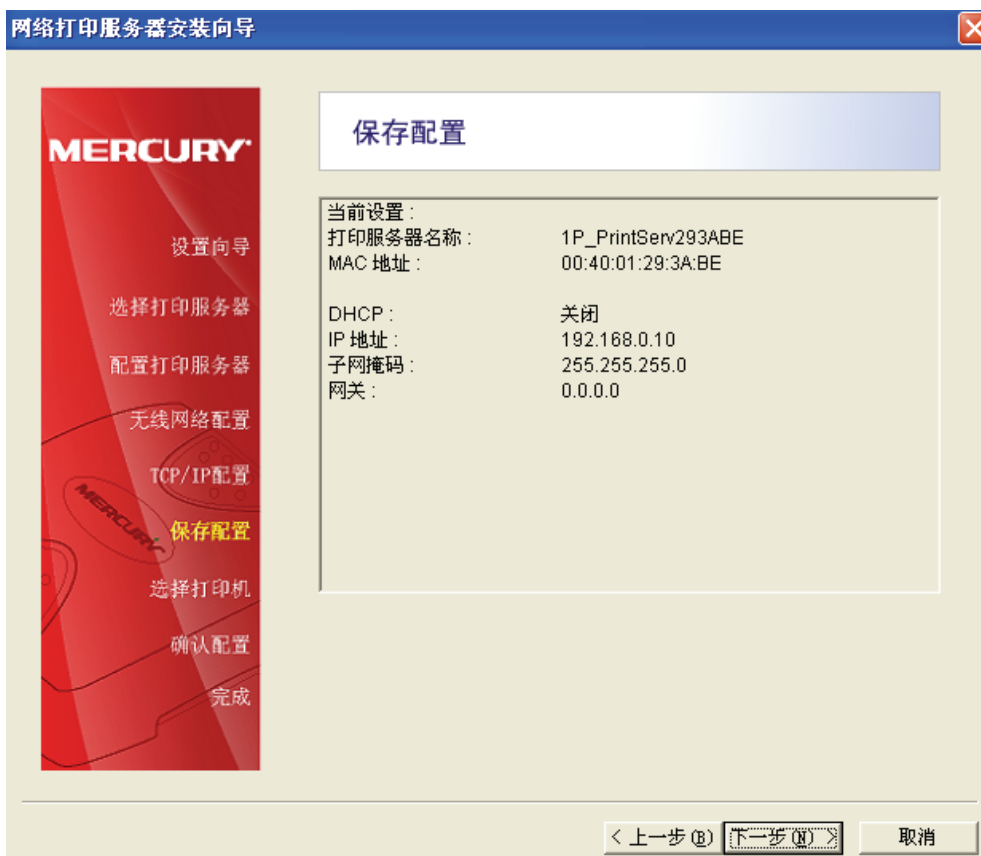 网络打印服务器安装向导
MERCURY
设置向导
选择打印服务器
配置打印服务器
无线网络配置
TCP/IP配置
MERCURY
保存配置
选择打印机
确认配置
完成
保存配置
当前设置 :
打印服务器名称 : 1P_PrintServ293ABE
MAC 地址 : 00:40:01:29:3A:BE
DHCP : 关闭
IP 地址 : 192.168.0.10
子网掩码 : 255.255.255.0
网关 : 0.0.0.0
< 上一步(B) 下一步(N) > 取消